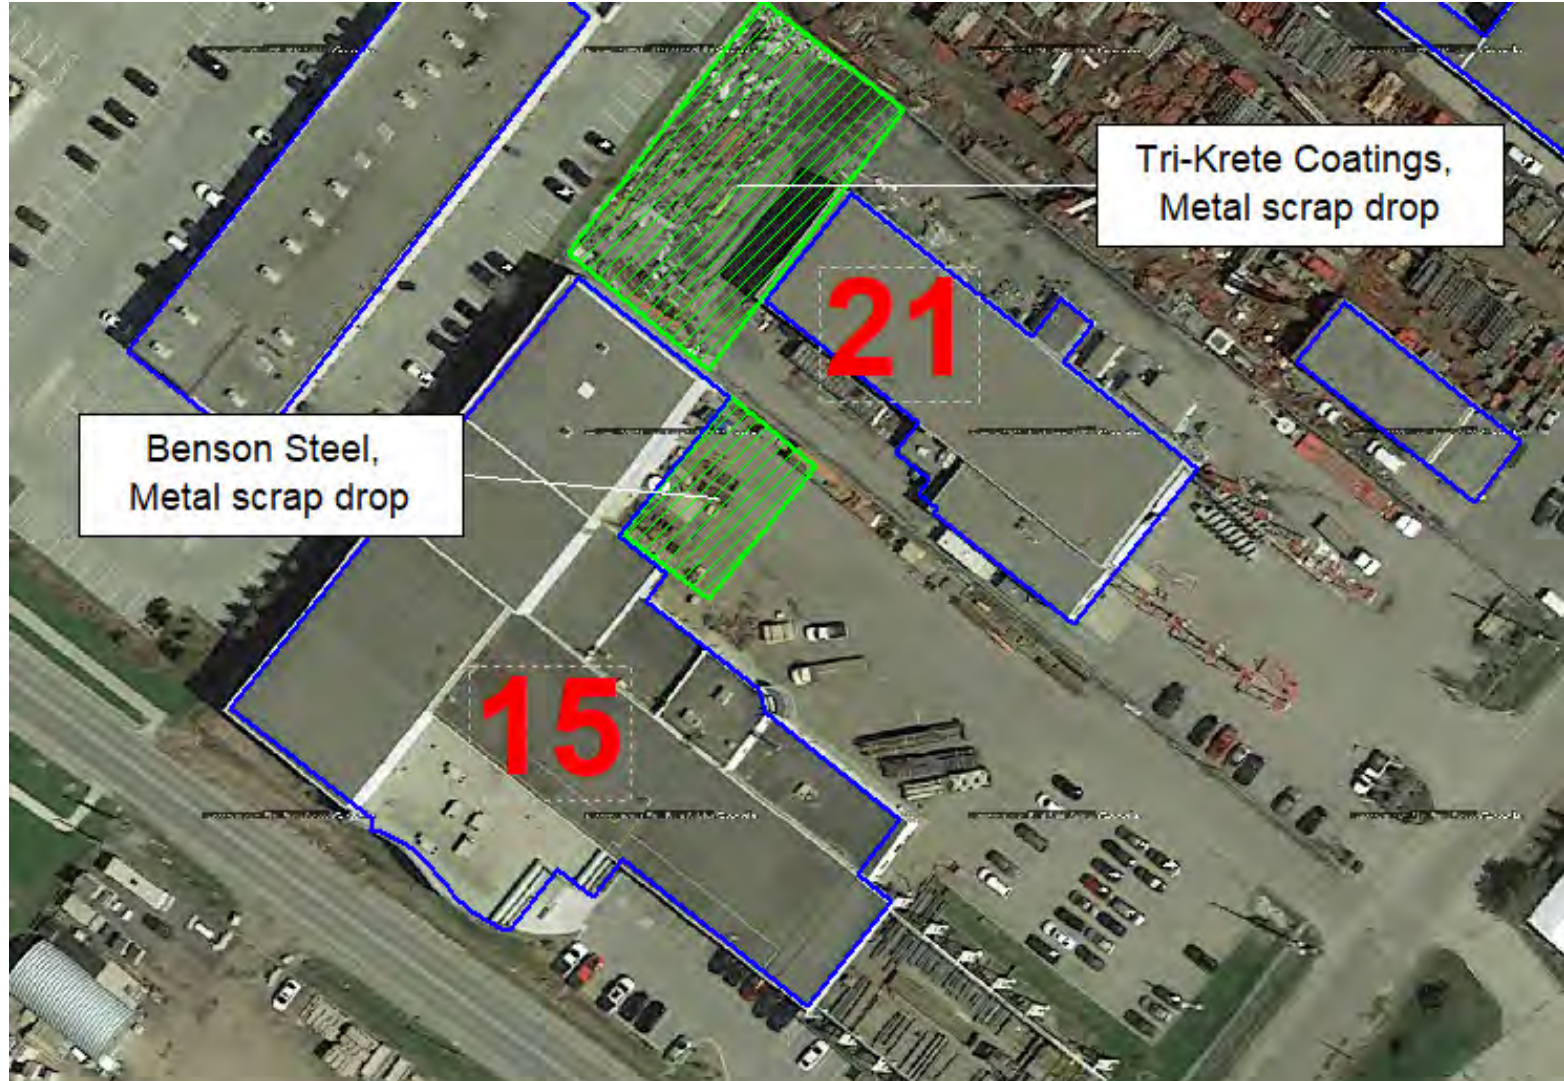 Tri-Krete Coatings,
Metal scrap drop
21
Benson Steel,
Metal scrap drop
15